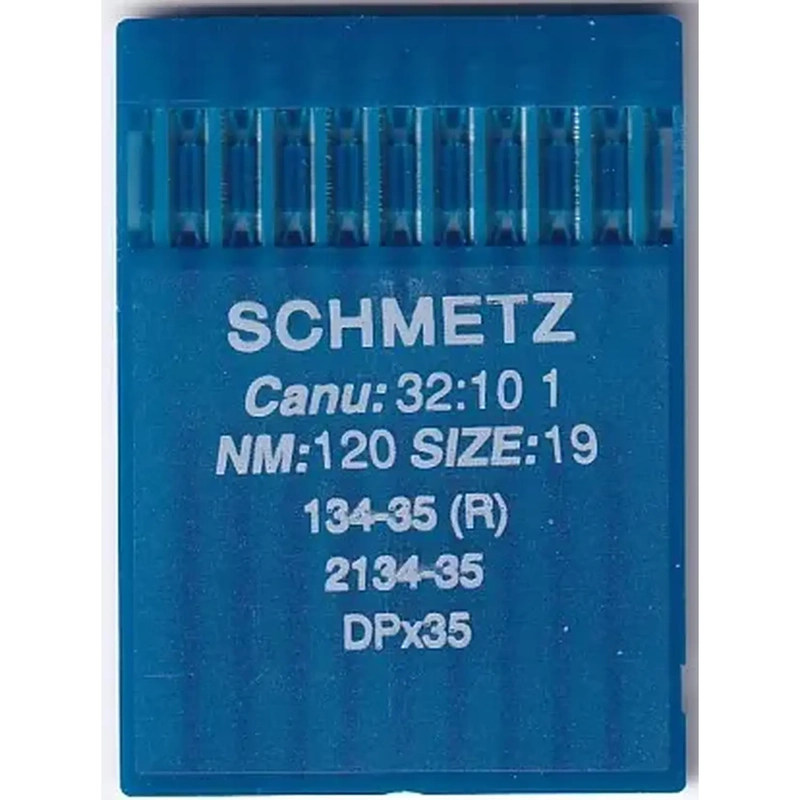 SCHMETZ
Canu: 32:10 1
NM:120 SIZE:19
134-35 (R)
2134-35
DPx35